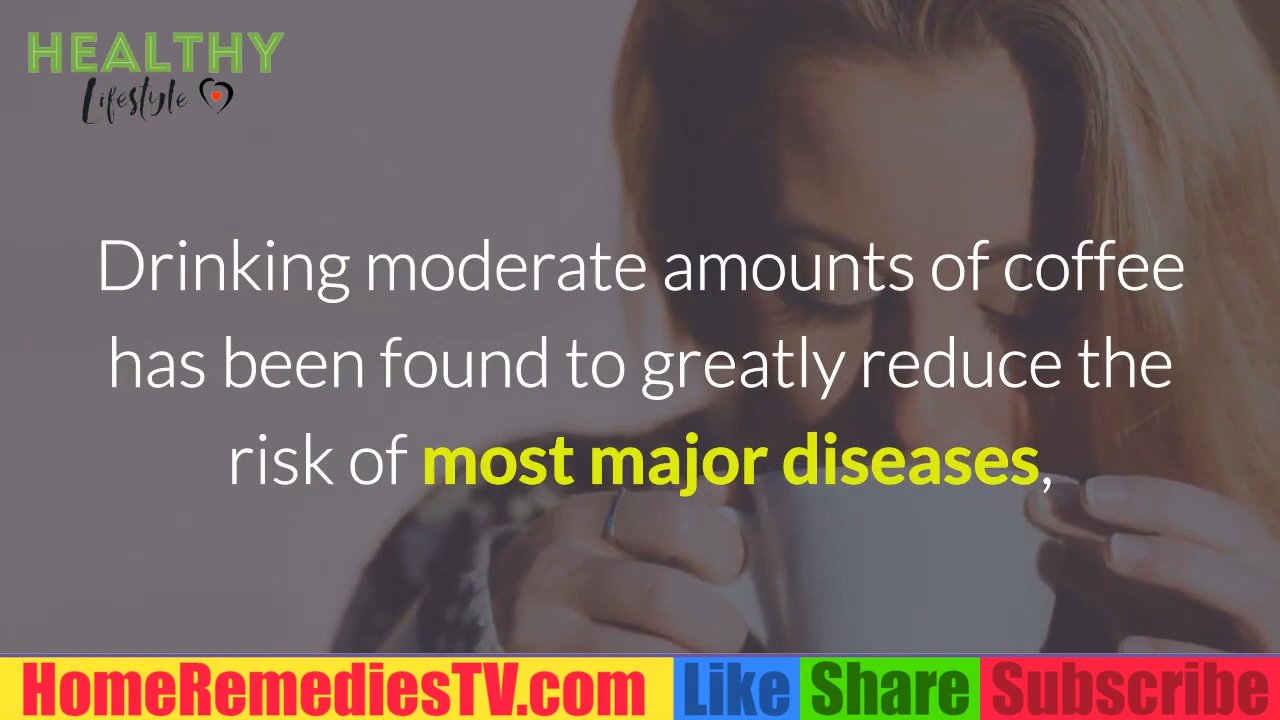 HEALTHY
Lifestyle
Drinking moderate amounts of coffee
has been found to greatly reduce the
risk of most major diseases,
HomeRemediesTV.com Like Share Subscribe